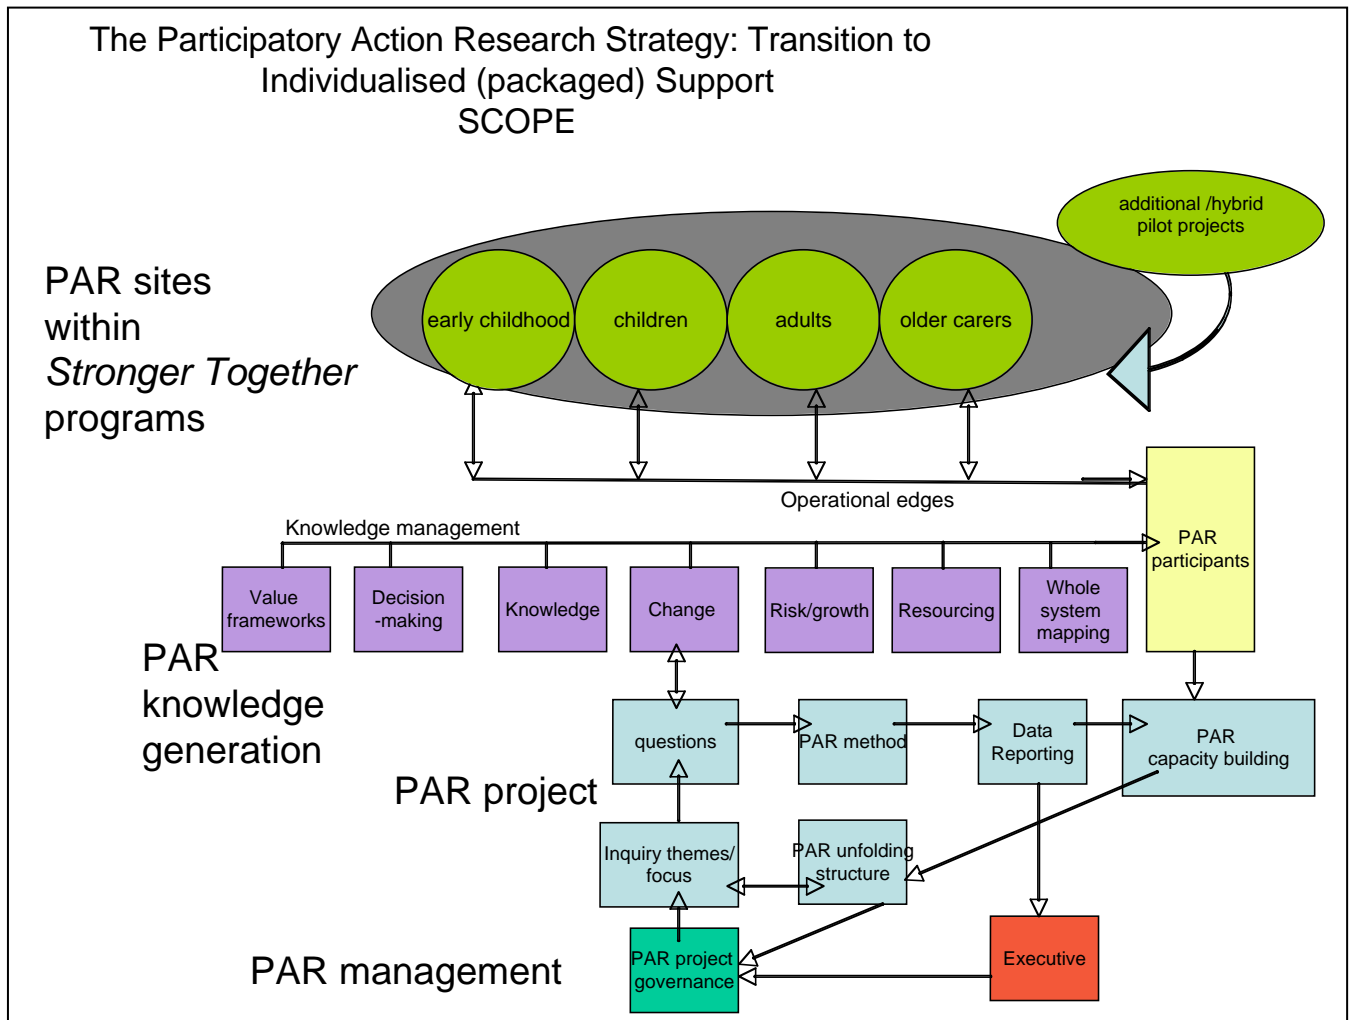 The Participatory Action Research Strategy: Transition to
Individualised (packaged) Support
SCOPE
additional /hybrid
pilot projects
PAR sites
within
Stronger Together
programs
early childhood
children
adults
older carers
Operational edges
Knowledge management
PAR
participants
Value
frameworks
Decision
-making
Knowledge
Change
Risk/growth
Resourcing
Whole
system
mapping
PAR
knowledge
generation
questions
PAR method
Data
Reporting
PAR
capacity building
PAR project
Inquiry themes/
focus
PAR unfolding
structure
PAR management
PAR project
governance
Executive